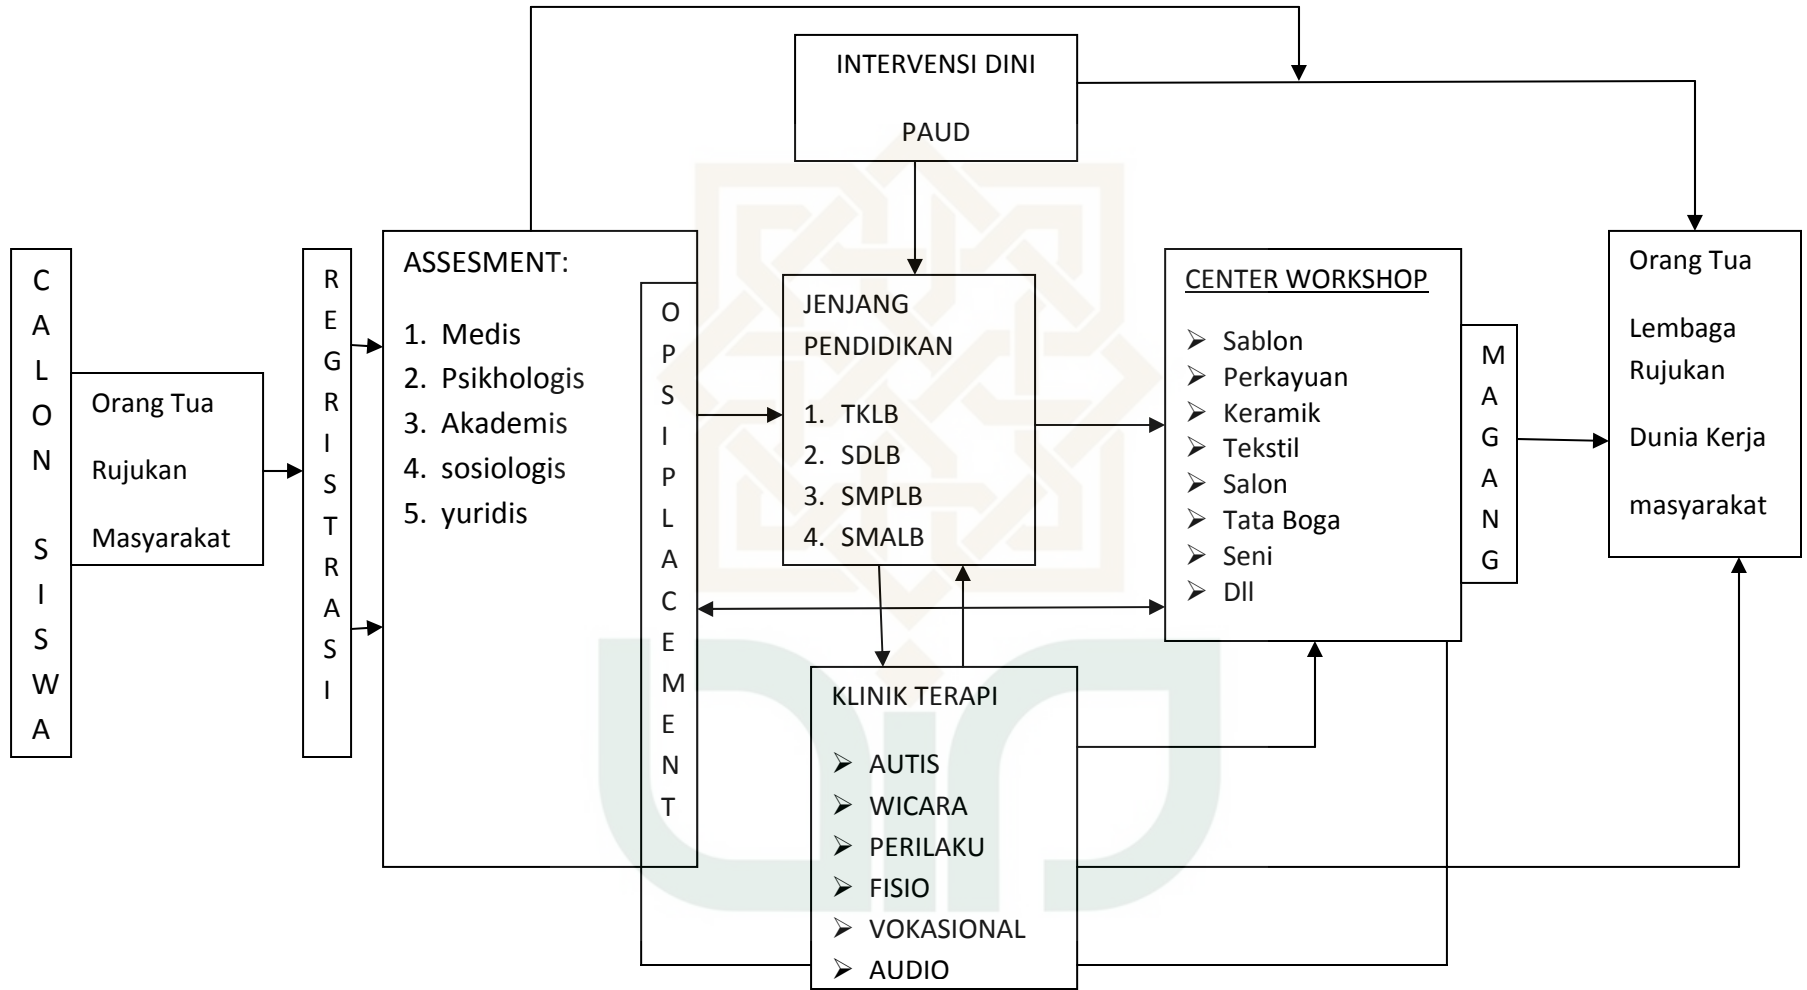 CALON SISWA
Orang Tua
Rujukan
Masyarakat
REGRISTRASI
ASSESMENT:
1. Medis
2. Psikhologis
3. Akademis
4. sosiologis
5. yuridis
OPSIPLACEMENT
INTERVENSI DINI
PAUD
JENJANG
PENDIDIKAN
1. TKLB
2. SDLB
3. SMPLB
4. SMALB
KLINIK TERAPI
➢ AUTIS
➢ WICARA
➢ PERILAKU
➢ FISIO
➢ VOKASIONAL
➢ AUDIO
CENTER WORKSHOP
➢ Sablon
➢ Perkayuan
➢ Keramik
➢ Tekstil
➢ Salon
➢ Tata Boga
➢ Seni
➢ Dll
MAGANG
Orang Tua
Lembaga
Rujukan
Dunia Kerja
masyarakat